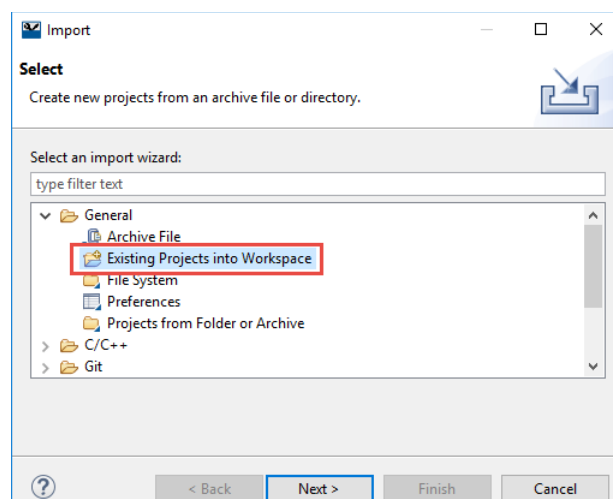 Import
Select
Create new projects from an archive file or directory.
Select an import wizard:
type filter text
General
Archive File
Existing Projects into Workspace
File System
Preferences
Projects from Folder or Archive
C/C++
Git
? < Back Next > Finish Cancel